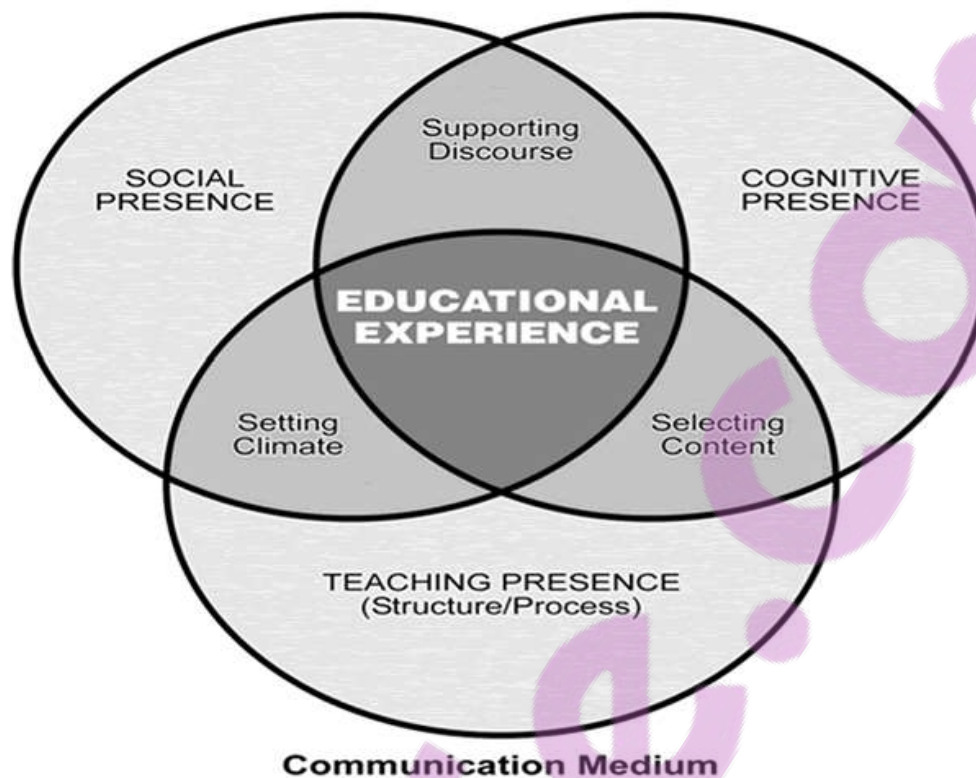 Supporting
Discourse
SOCIAL
PRESENCE
COGNITIVE
PRESENCE
EDUCATIONAL
EXPERIENCE
Setting
Climate
Selecting
Content
TEACHING PRESENCE
(Structure/Process)
Communication Medium